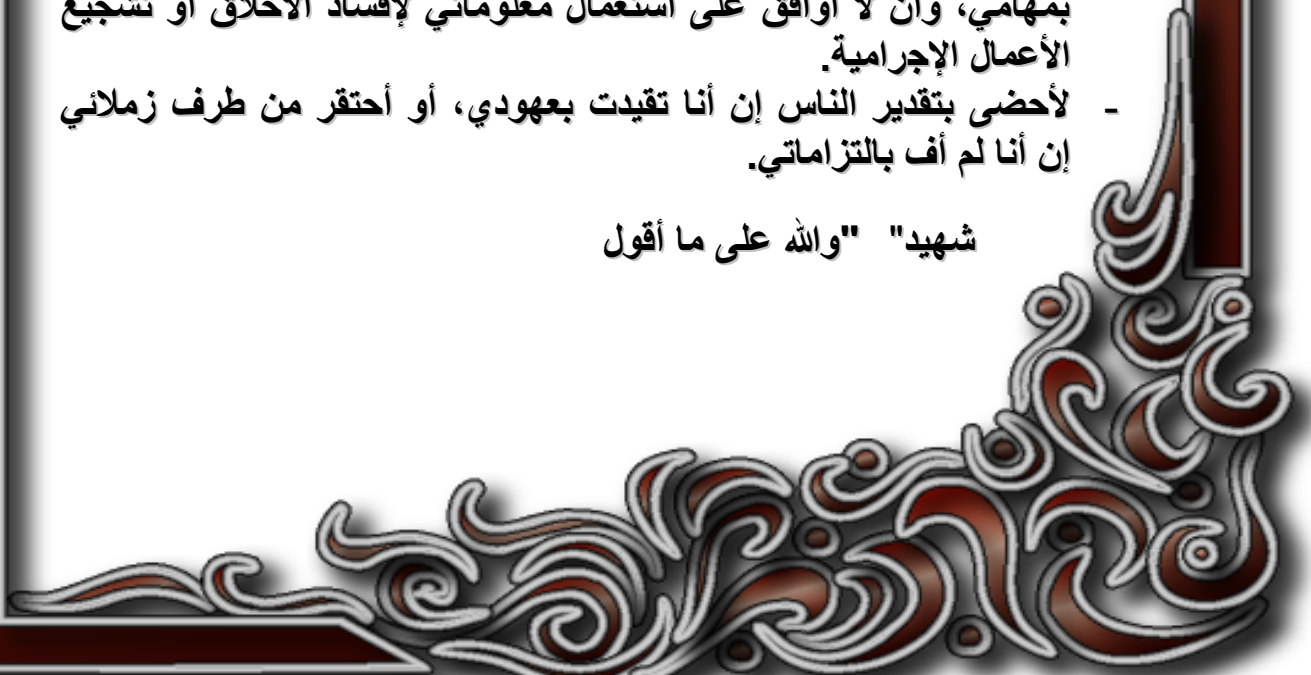 بمهامي، وأن لا أوافق على استعمال معلوماتي لإفساد الأخلاق أو تشجيع
الأعمال الإجرامية.
- لأحضى بتقدير الناس إن أنا تقيدت بعهودي، أو أحتقر من طرف زملائي
إن أنا لم أف بالتزاماتي.
شهيد" "والله على ما أقول